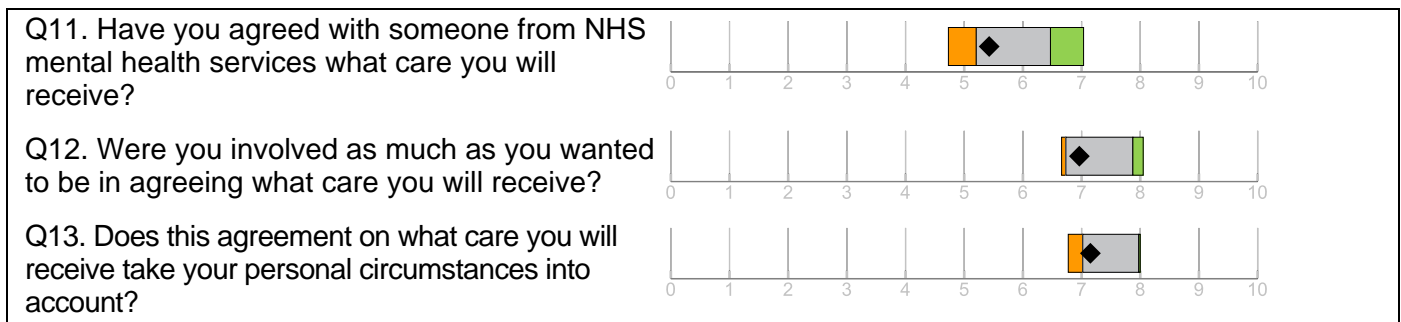 Q11. Have you agreed with someone from NHS
mental health services what care you will
receive?
0 1 2 3 4 5 6 7 8 9 10
Q12. Were you involved as much as you wanted
to be in agreeing what care you will receive?
0 1 2 3 4 5 6 7 8 9 10
Q13. Does this agreement on what care you will
receive take your personal circumstances into
account?
0 1 2 3 4 5 6 7 8 9 10